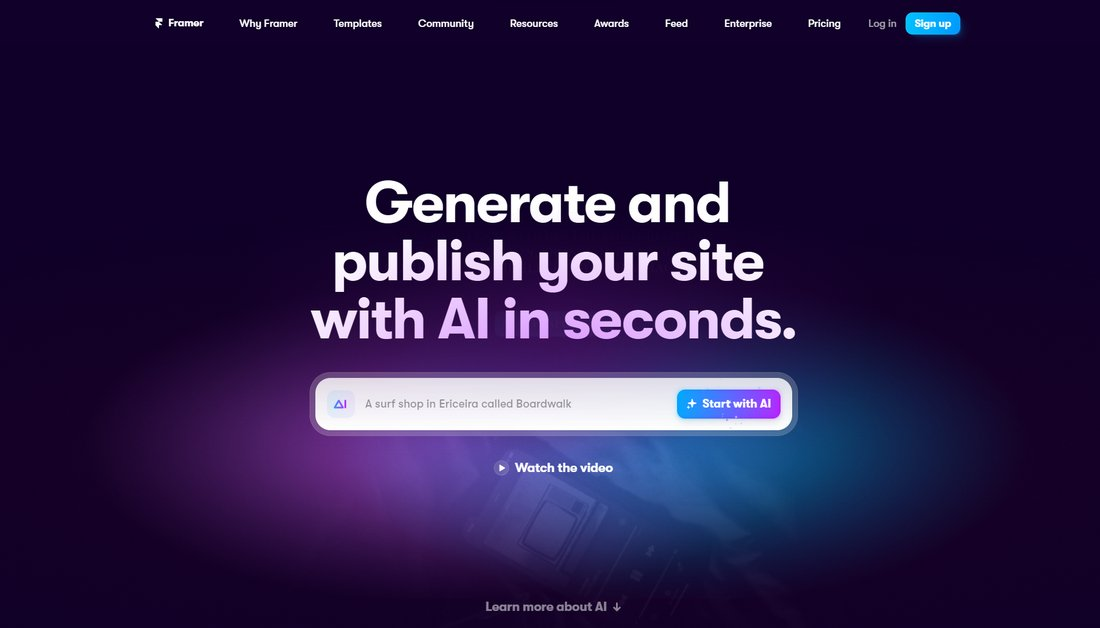 Framer Why Framer Templates Community Resources Awards Feed Enterprise Pricing Log in Sign up
Generate and
publish your site
with AI in seconds.
AI A surf shop in Ericeira called Boardwalk Start with AI
Watch the video
Learn more about AI ↓